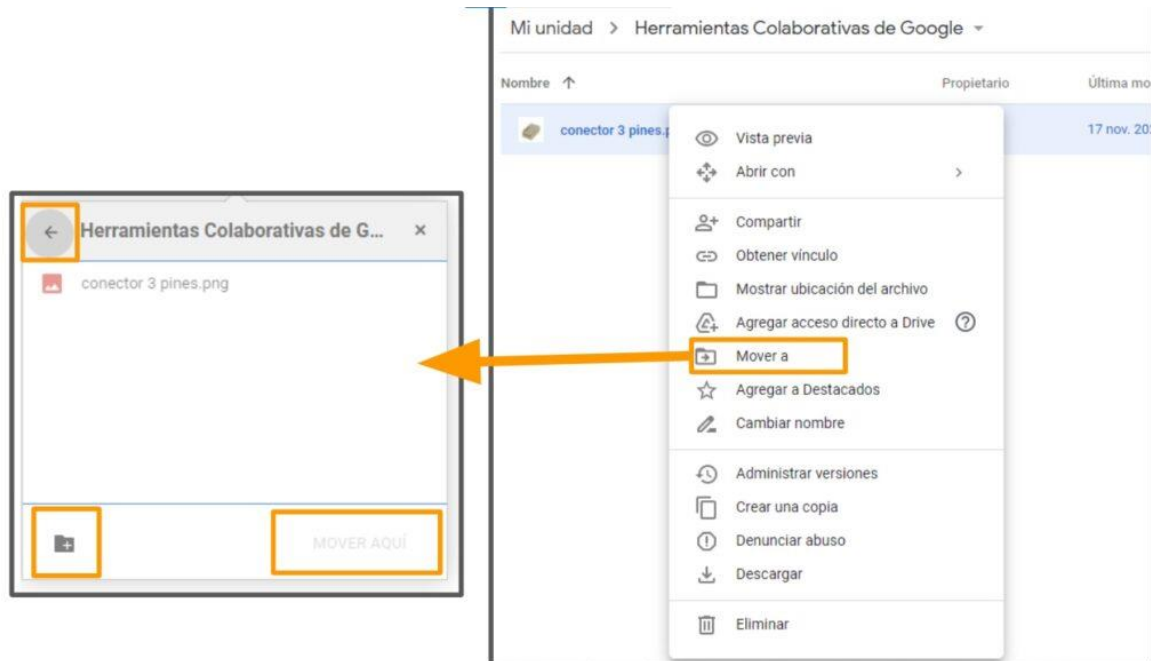 Mi unidad > Herramientas Colaborativas de Google
Nombre ↑ Propietario Última mo
conector 3 pines.p 17 nov. 20
Vista previa
Abrir con >
Compartir
Obtener vínculo
Mostrar ubicación del archivo
Agregar acceso directo a Drive ?
Mover a
Agregar a Destacados
Cambiar nombre
Administrar versiones
Crear una copia
Denunciar abuso
Descargar
Eliminar
Herramientas Colaborativas de G... ×
conector 3 pines.png
MOVER AQUÍ